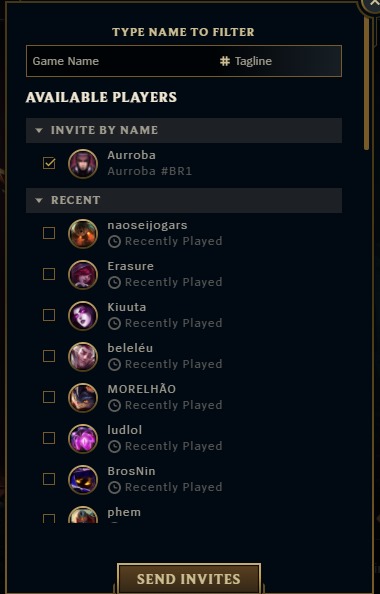 TYPE NAME TO FILTER
Game Name # Tagline
AVAILABLE PLAYERS
INVITE BY NAME
Aurroba
Aurroba #BR1
RECENT
naoseijogars
Recently Played
Erasure
Recently Played
Kiuuta
Recently Played
beleléu
Recently Played
MORELHÃO
Recently Played
ludlol
Recently Played
BrosNin
Recently Played
phem
SEND INVITES